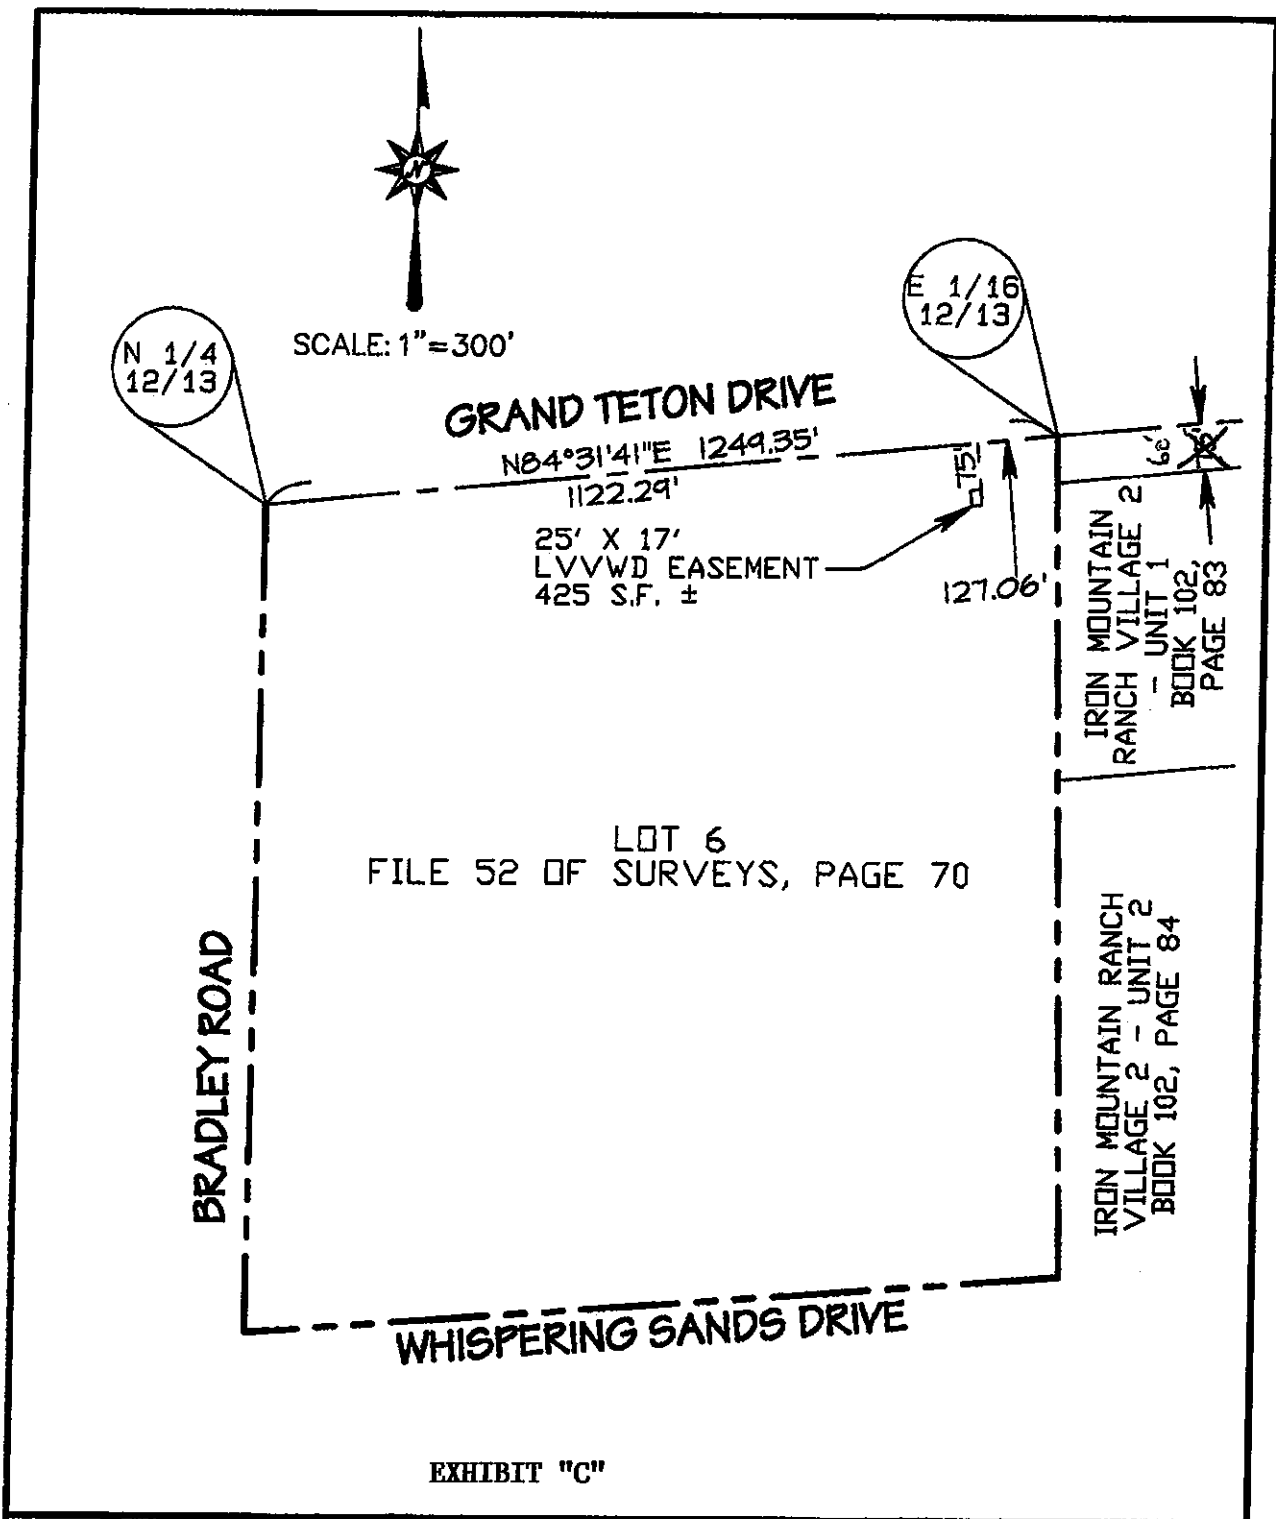 N
SCALE: 1"=300'
N 1/4
12/13
E 1/16
12/13
GRAND TETON DRIVE
N84°31'41"E 1249.35'
1122.29'
75'
60'
25' X 17'
LVVWD EASEMENT
425 S.F. ±
127.06'
IRON MOUNTAIN
RANCH VILLAGE 2
- UNIT 1
BOOK 102,
PAGE 83
LOT 6
FILE 52 OF SURVEYS, PAGE 70
BRADLEY ROAD
IRON MOUNTAIN RANCH
VILLAGE 2 - UNIT 2
BOOK 102, PAGE 84
WHISPERING SANDS DRIVE
EXHIBIT "C"